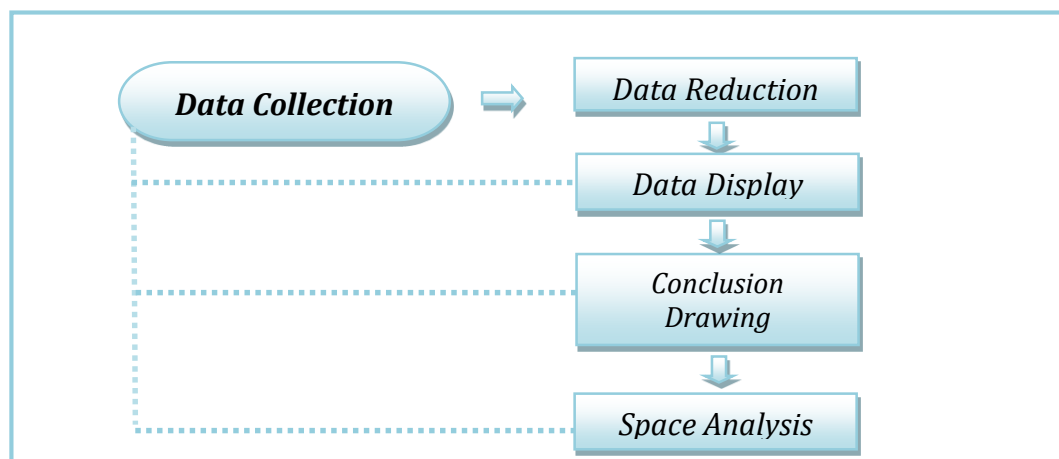 Data Collection
Data Reduction
Data Display
Conclusion
Drawing
Space Analysis